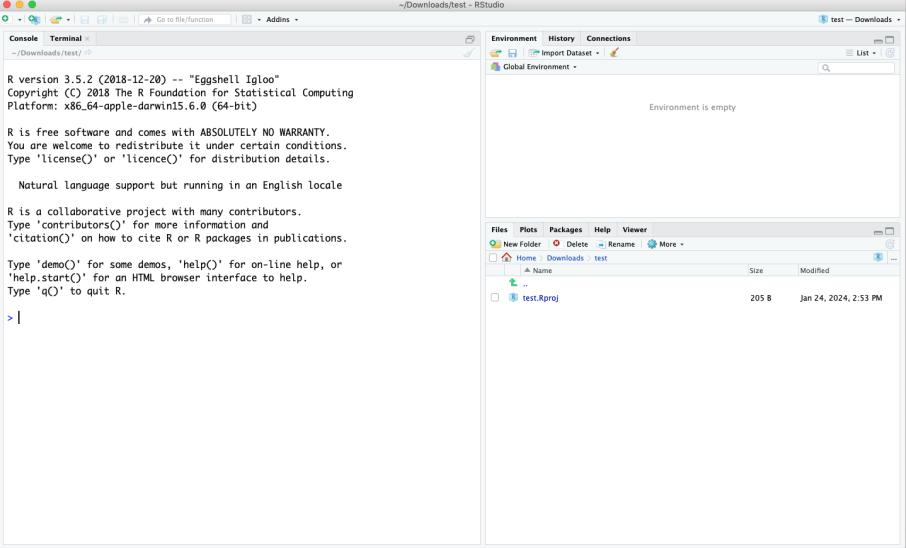 ~/Downloads/test - RStudio
Go to file/function
Addins
test — Downloads
Console Terminal
~/Downloads/test/
R version 3.5.2 (2018-12-20) -- "Eggshell Igloo"
Copyright (C) 2018 The R Foundation for Statistical Computing
Platform: x86_64-apple-darwin15.6.0 (64-bit)
R is free software and comes with ABSOLUTELY NO WARRANTY.
You are welcome to redistribute it under certain conditions.
Type 'license()' or 'licence()' for distribution details.
Natural language support but running in an English locale
R is a collaborative project with many contributors.
Type 'contributors()' for more information and
'citation()' on how to cite R or R packages in publications.
Type 'demo()' for some demos, 'help()' for on-line help, or
'help.start()' for an HTML browser interface to help.
Type 'q()' to quit R.
>
Environment History Connections
Import Dataset List
Global Environment
Environment is empty
Files Plots Packages Help Viewer
New Folder Delete Rename More
Home Downloads test
Name Size Modified
..
test.Rproj 205 B Jan 24, 2024, 2:53 PM